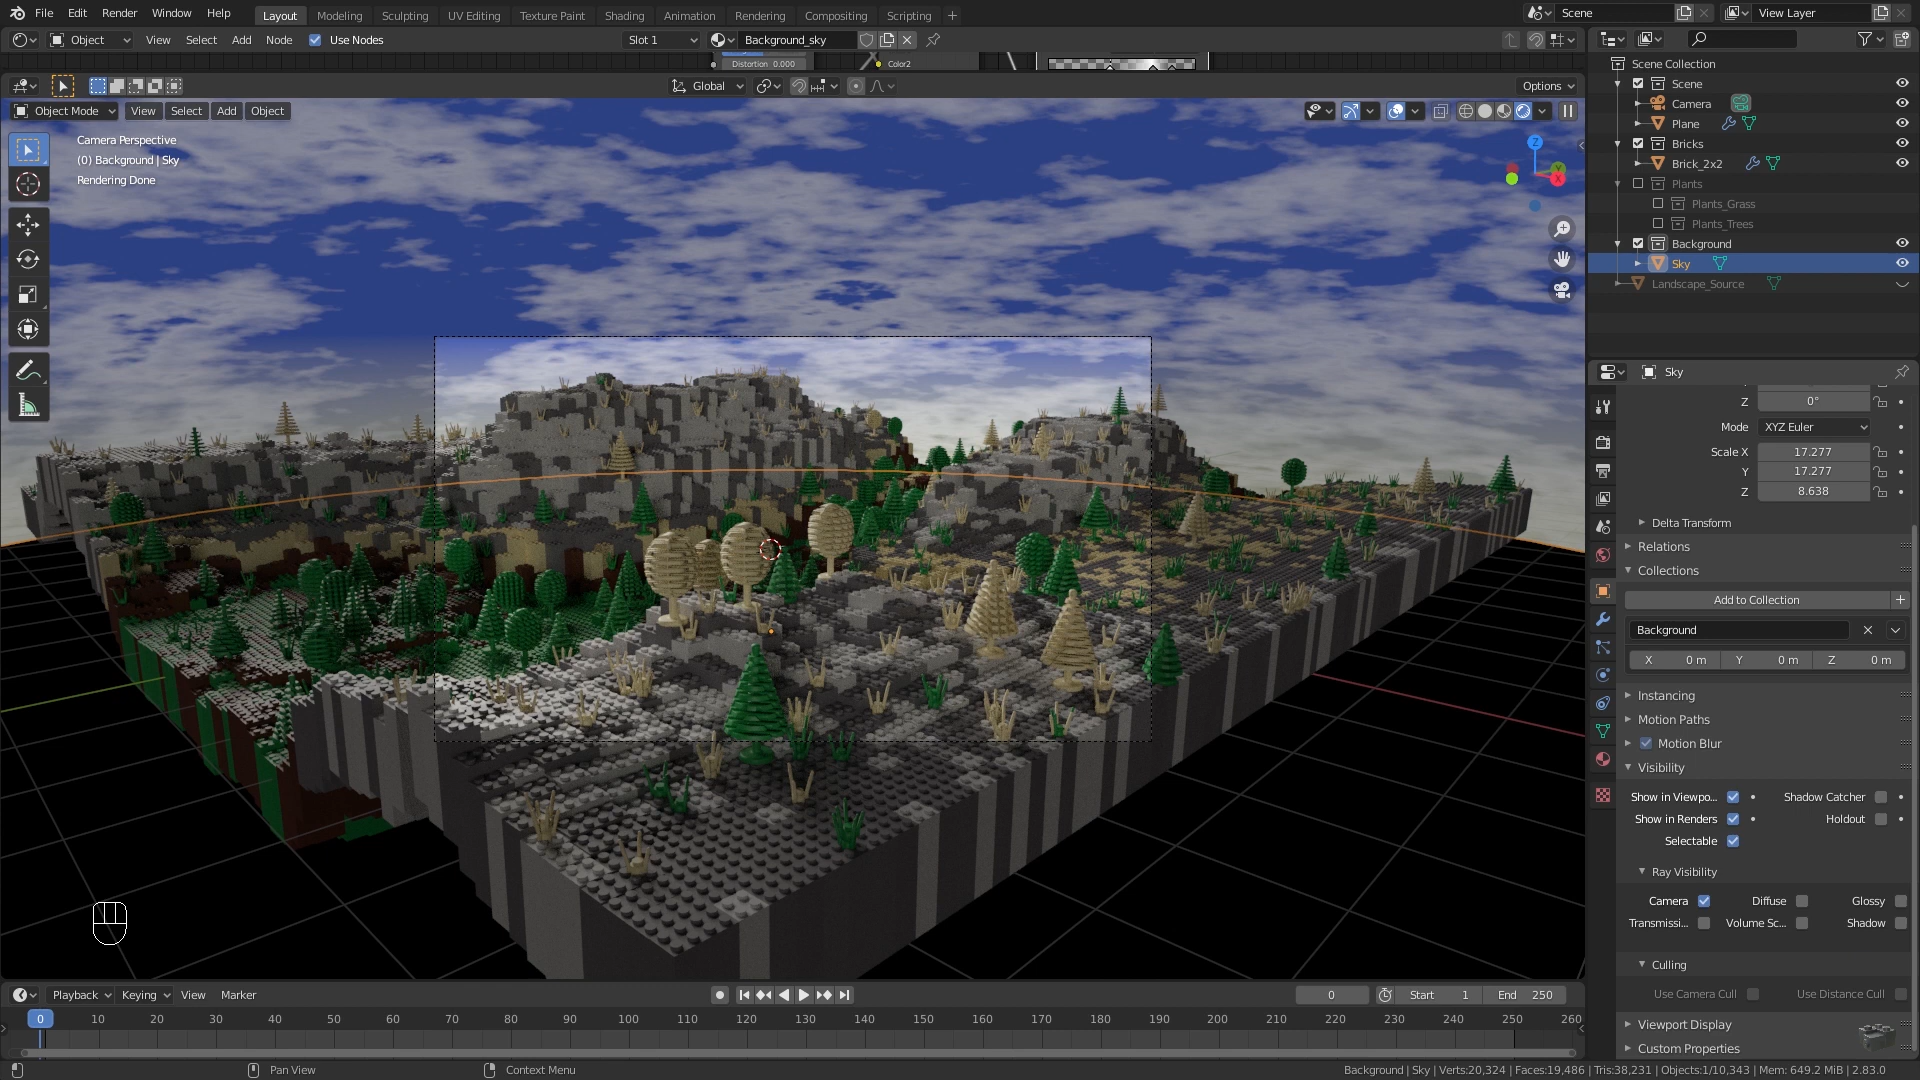 File Edit Render Window Help Layout Modeling Sculpting UV Editing Texture Paint Shading Animation Rendering Compositing Scripting + Scene View Layer
Object View Select Add Node Use Nodes Slot 1 Background_sky
Distortion 0.000 Color2
Global Options
Object Mode View Select Add Object
Camera Perspective
(0) Background | Sky
Rendering Done
Z
Y
X
Scene Collection
Scene
Camera
Plane
Bricks
Brick_2x2
Plants
Plants_Grass
Plants_Trees
Background
Sky
Landscape_Source
Sky
Z 0°
Mode XYZ Euler
Scale X 17.277
Y 17.277
Z 8.638
Delta Transform
Relations
Collections
Add to Collection +
Background
X 0 m Y 0 m Z 0 m
Instancing
Motion Paths
Motion Blur
Visibility
Show in Viewpo... Shadow Catcher
Show in Renders Holdout
Selectable
Ray Visibility
Camera Diffuse Glossy
Transmissi... Volume Sc... Shadow
Culling
Use Camera Cull Use Distance Cull
Viewport Display
Custom Properties
Playback Keying View Marker 0 Start 1 End 250
0 10 20 30 40 50 60 70 80 90 100 110 120 130 140 150 160 170 180 190 200 210 220 230 240 250 260
Pan View Context Menu Background | Sky | Verts:20,324 | Faces:19,486 | Tris:38,231 | Objects:1/10,343 | Mem: 649.2 MiB | 2.83.0